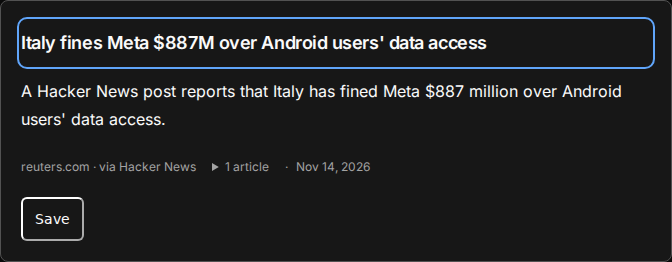 Italy fines Meta $887M over Android users' data access
A Hacker News post reports that Italy has fined Meta $887 million over Android
users' data access.
reuters.com · via Hacker News ▶ 1 article · Nov 14, 2026
Save